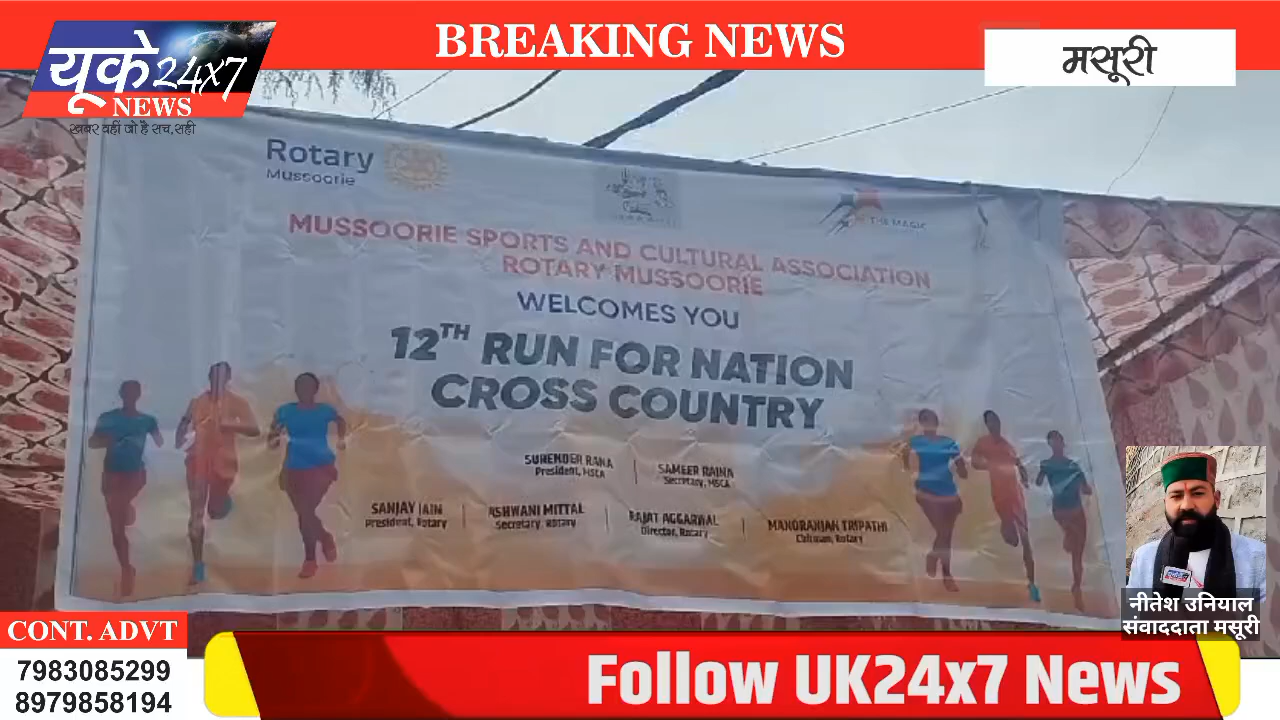 BREAKING NEWS
यूके 24x7
NEWS
ख़बर वहीं जो है सच, सही
मसूरी
Rotary
Mussoorie
THE MAGIC
MUSSOORIE SPORTS AND CULTURAL ASSOCIATION
ROTARY MUSSOORIE
WELCOMES YOU
12TH RUN FOR NATION
CROSS COUNTRY
SURENDER RANA
President, MSCA
SAMEER RAINA
Secretary, MSCA
SANJAY JAIN
President, Rotary
ASHWANI MITTAL
Secretary, Rotary
RAJAT AGGARWAL
Director, Rotary
MANORANJAN TRIPATHI
Rotary
नीतेश उनियाल
संवाददाता मसूरी
CONT. ADVT
7983085299
8979858194
Follow UK24x7 News